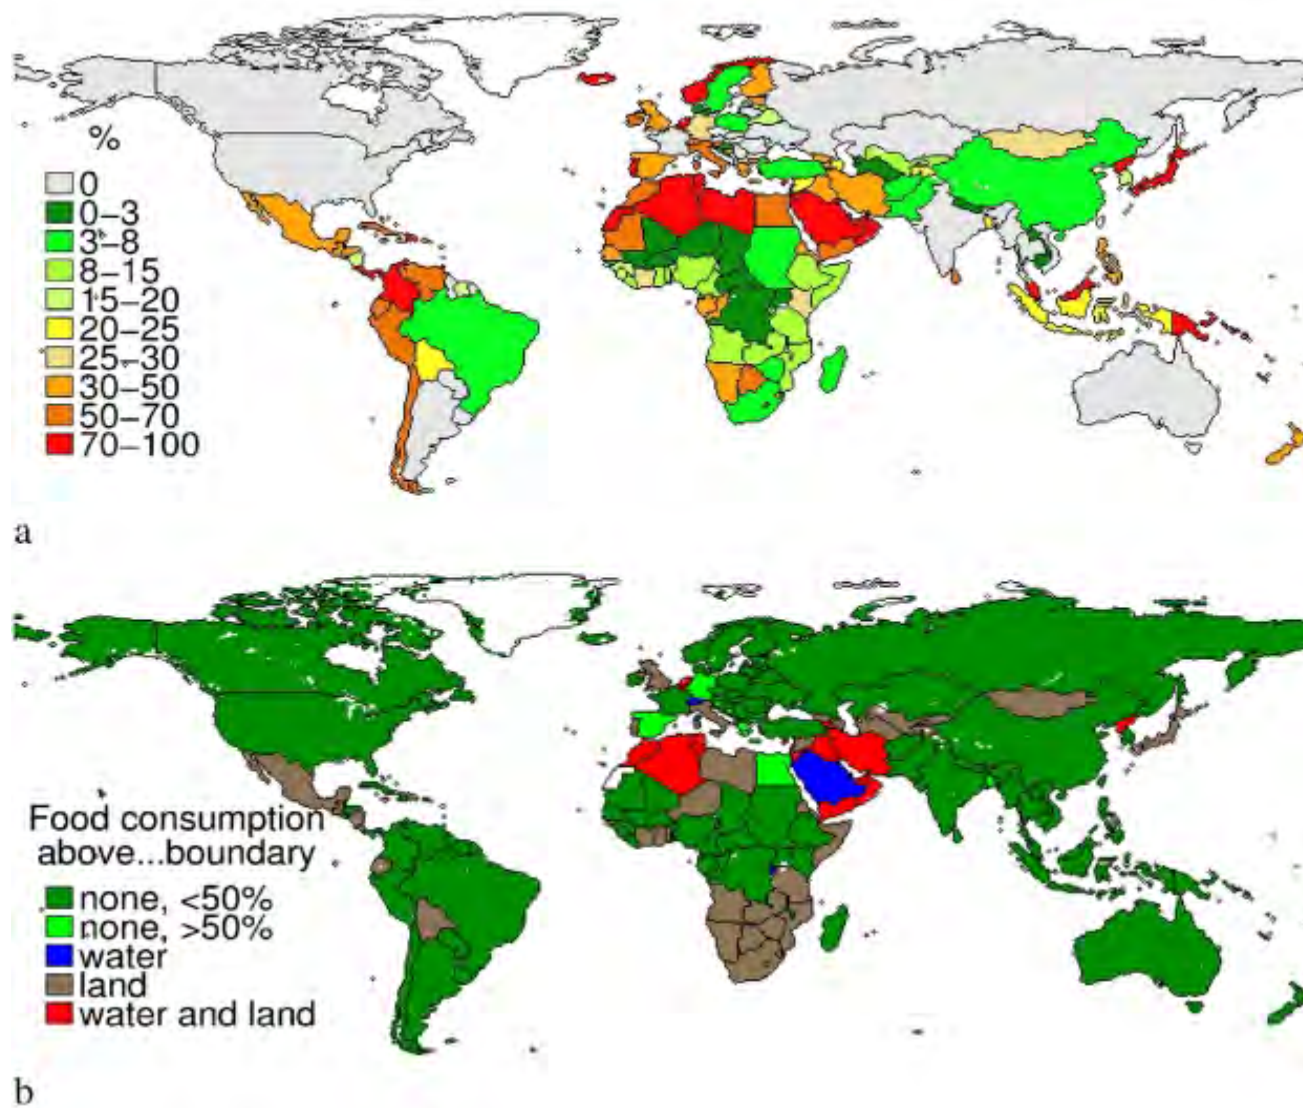 %
0
0–3
3–8
8–15
15–20
20–25
25–30
30–50
50–70
70–100
a
Food consumption
above...boundary
none, <50%
none, >50%
water
land
water and land
b